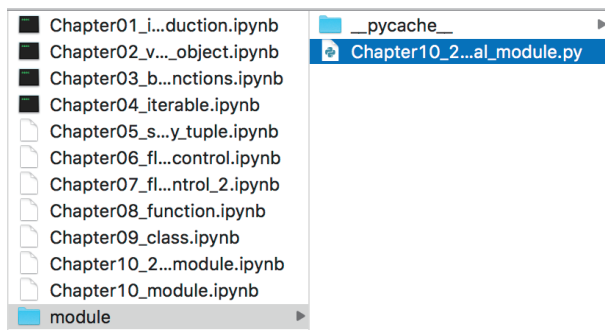 Chapter01_i...duction.ipynb
Chapter02_v..._object.ipynb
Chapter03_b...nctions.ipynb
Chapter04_iterable.ipynb
Chapter05_s...y_tuple.ipynb
Chapter06_fl...control.ipynb
Chapter07_fl...ntrol_2.ipynb
Chapter08_function.ipynb
Chapter09_class.ipynb
Chapter10_2...module.ipynb
Chapter10_module.ipynb
module
__pycache__
Chapter10_2...al_module.py